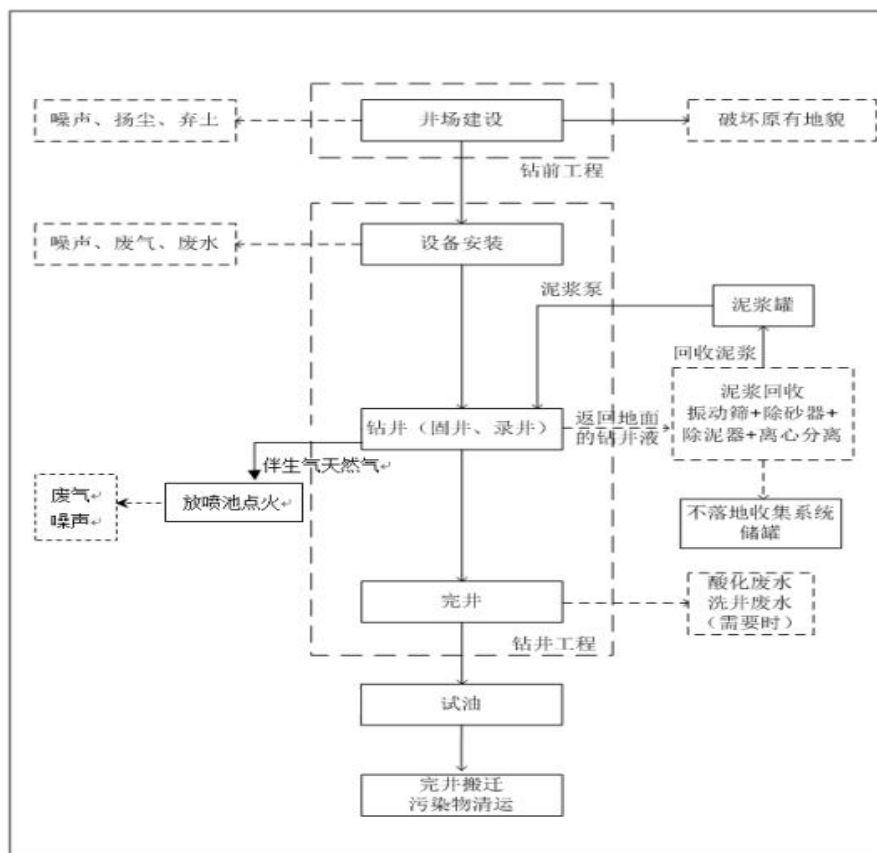 噪声、扬尘、弃土
井场建设
破坏原有地貌
钻前工程
噪声、废气、废水
设备安装
泥浆泵
泥浆罐
回收泥浆
泥浆回收
振动筛+除砂器+
除泥器+离心分离
钻井（固井、录井）
返回地面
的钻井液
伴生气天然气
废气
噪声
放喷池点火
不落地收集系统
储罐
完井
酸化废水
洗井废水
（需要时）
钻井工程
试油
完井搬迁
污染物清运